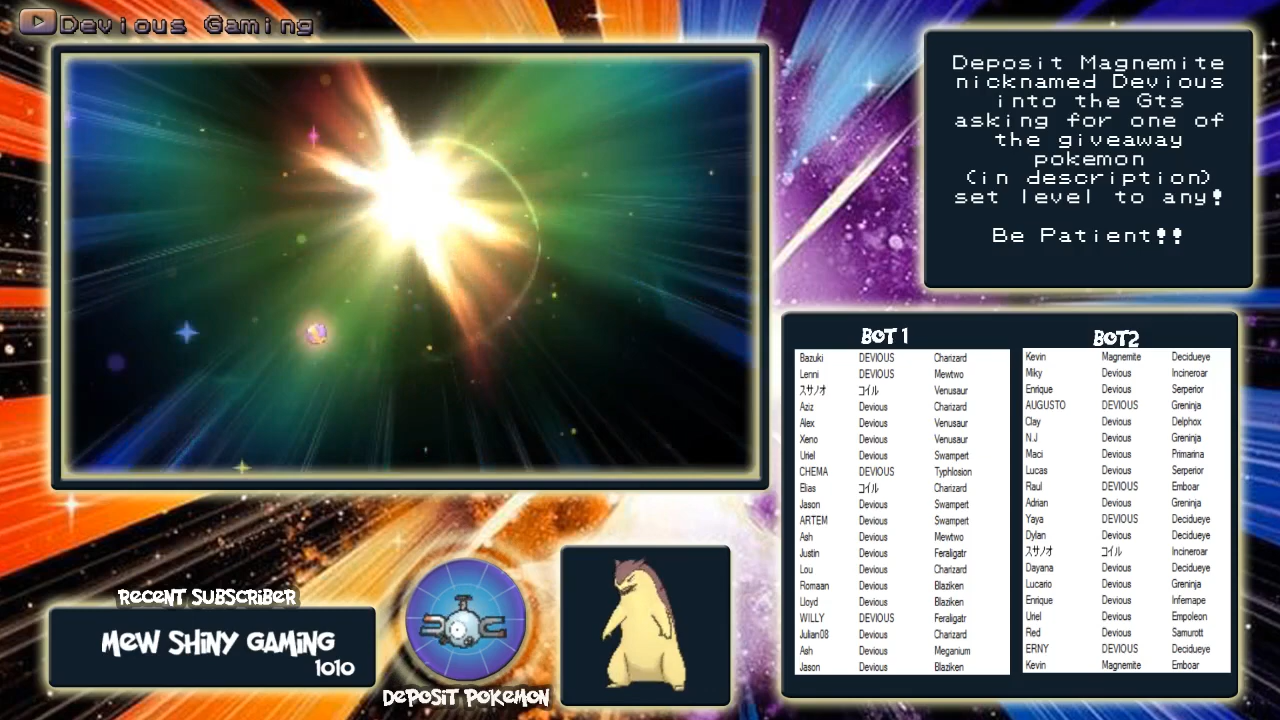 Devious Gaming
Deposit Magnemite
nicknamed Devious
into the Gts
asking for one of
the giveaway
pokemon
(in description)
set level to any!
Be Patient!!
BOT 1
Bazuki DEVIOUS Charizard
Lenni DEVIOUS Mewtwo
スサノオ コイル Venusaur
Aziz Devious Charizard
Alex Devious Venusaur
Xeno Devious Venusaur
Uriel Devious Swampert
CHEMA DEVIOUS Typhlosion
Elias コイル Charizard
Jason Devious Swampert
ARTEM Devious Swampert
Ash Devious Mewtwo
Justin Devious Feraligatr
Lou Devious Charizard
Romaan Devious Blaziken
Lloyd Devious Blaziken
WILLY DEVIOUS Feraligatr
Julian08 Devious Charizard
Ash Devious Meganium
Jason Devious Blaziken
BOT2
Kevin Magnemite Decidueye
Miky Devious Incineroar
Enrique Devious Serperior
AUGUSTO DEVIOUS Greninja
Clay Devious Delphox
N.J Devious Greninja
Maci Devious Primarina
Lucas Devious Serperior
Raul DEVIOUS Emboar
Adrian Devious Greninja
Yaya DEVIOUS Decidueye
Dylan Devious Decidueye
スサノオ コイル Incineroar
Dayana Devious Decidueye
Lucario Devious Greninja
Enrique Devious Infernape
Uriel Devious Empoleon
Red Devious Samurott
ERNY DEVIOUS Decidueye
Kevin Magnemite Emboar
RECENT SUBSCRIBER
MEW SHINY GAMING
1010
DEPOSIT POKEMON